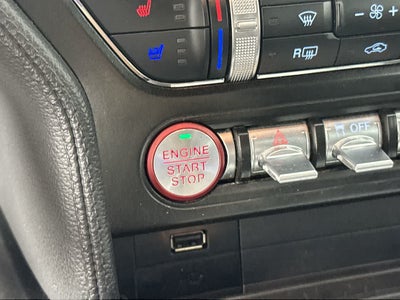 R
- +
OFF
ENGINE
START
STOP